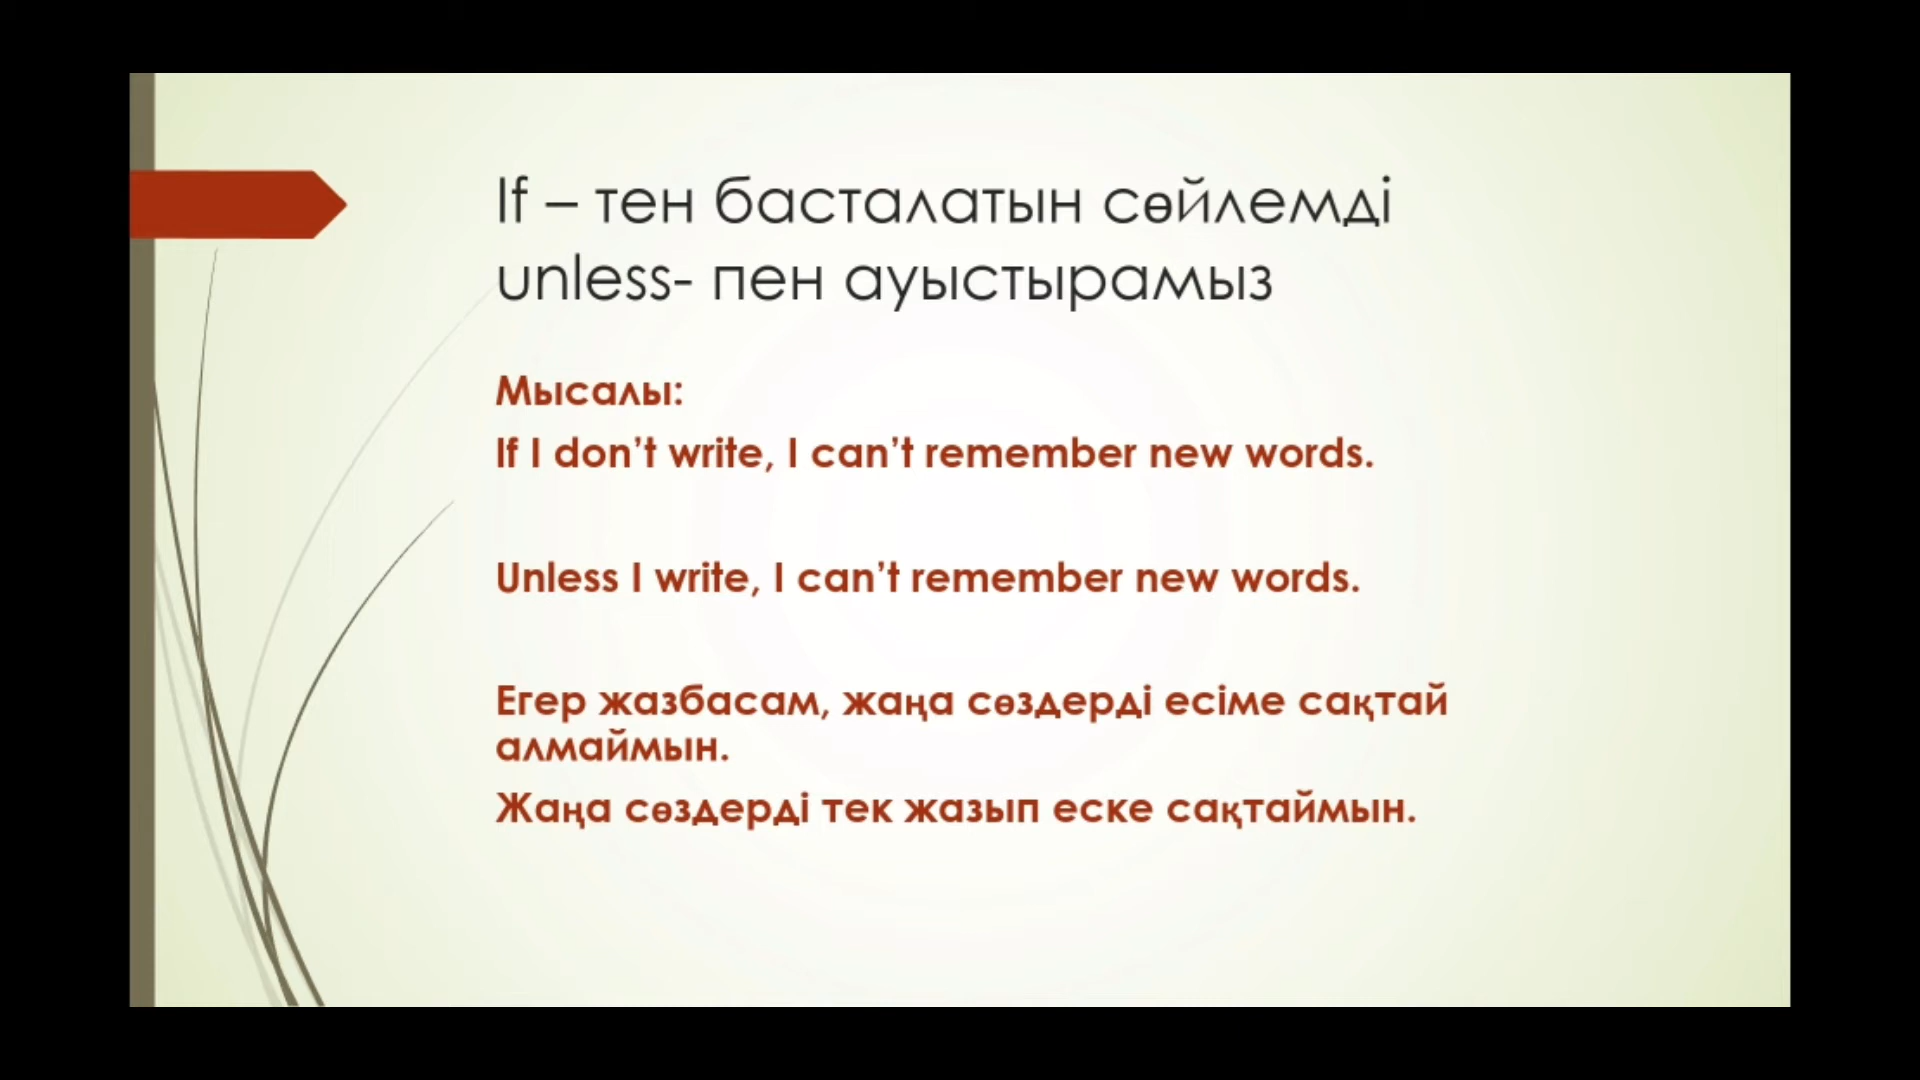 If – тен басталатын сөйлемді
unless- пен ауыстырамыз
Мысалы:
If I don’t write, I can’t remember new words.
Unless I write, I can’t remember new words.
Егер жазбасам, жаңа сөздерді есіме сақтай
алмаймын.
Жаңа сөздерді тек жазып еске сақтаймын.